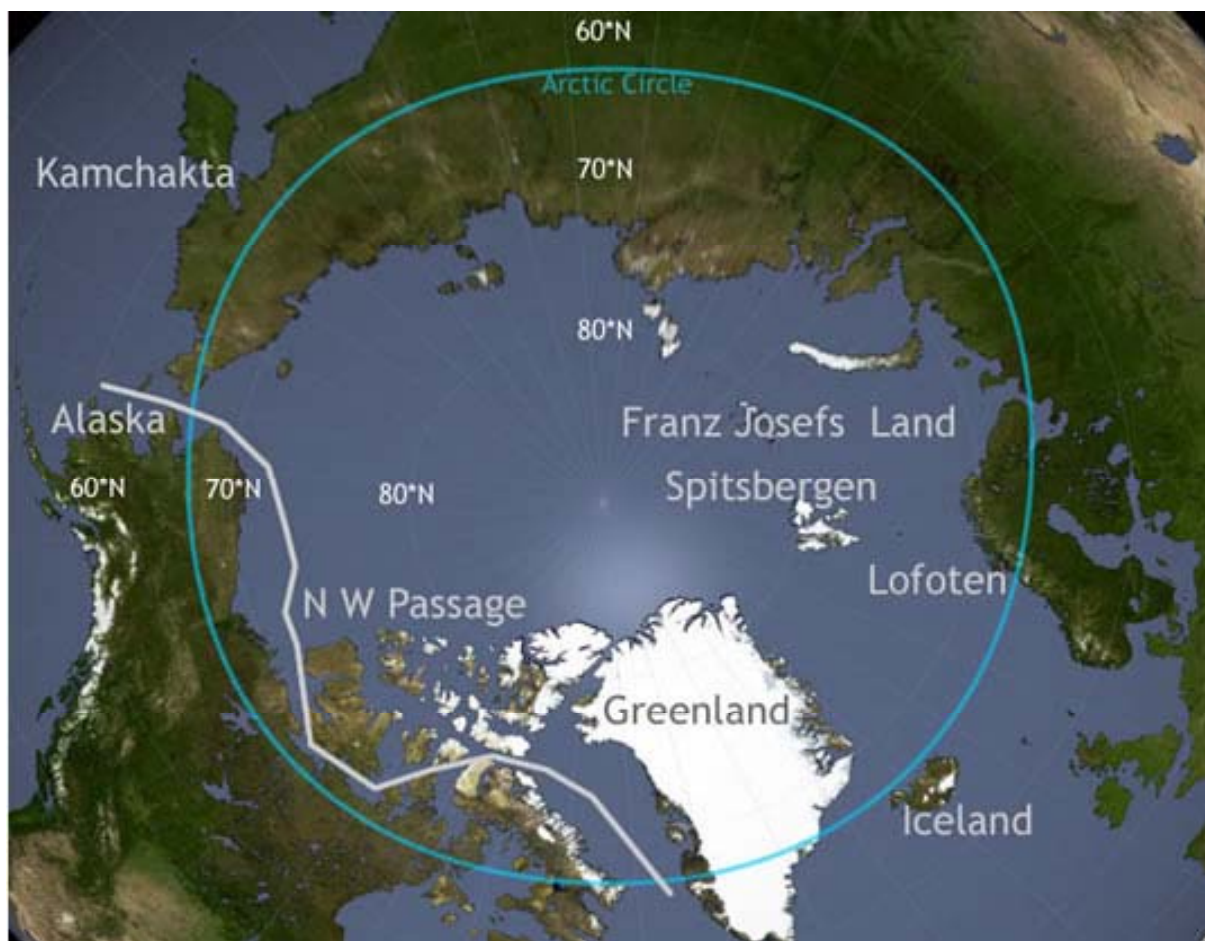 60*N
Arctic Circle
70*N
Kamchakta
80*N
Alaska
Franz Josefs Land
60*N
70*N
80*N
Spitsbergen
Lofoten
N W Passage
Greenland
Iceland